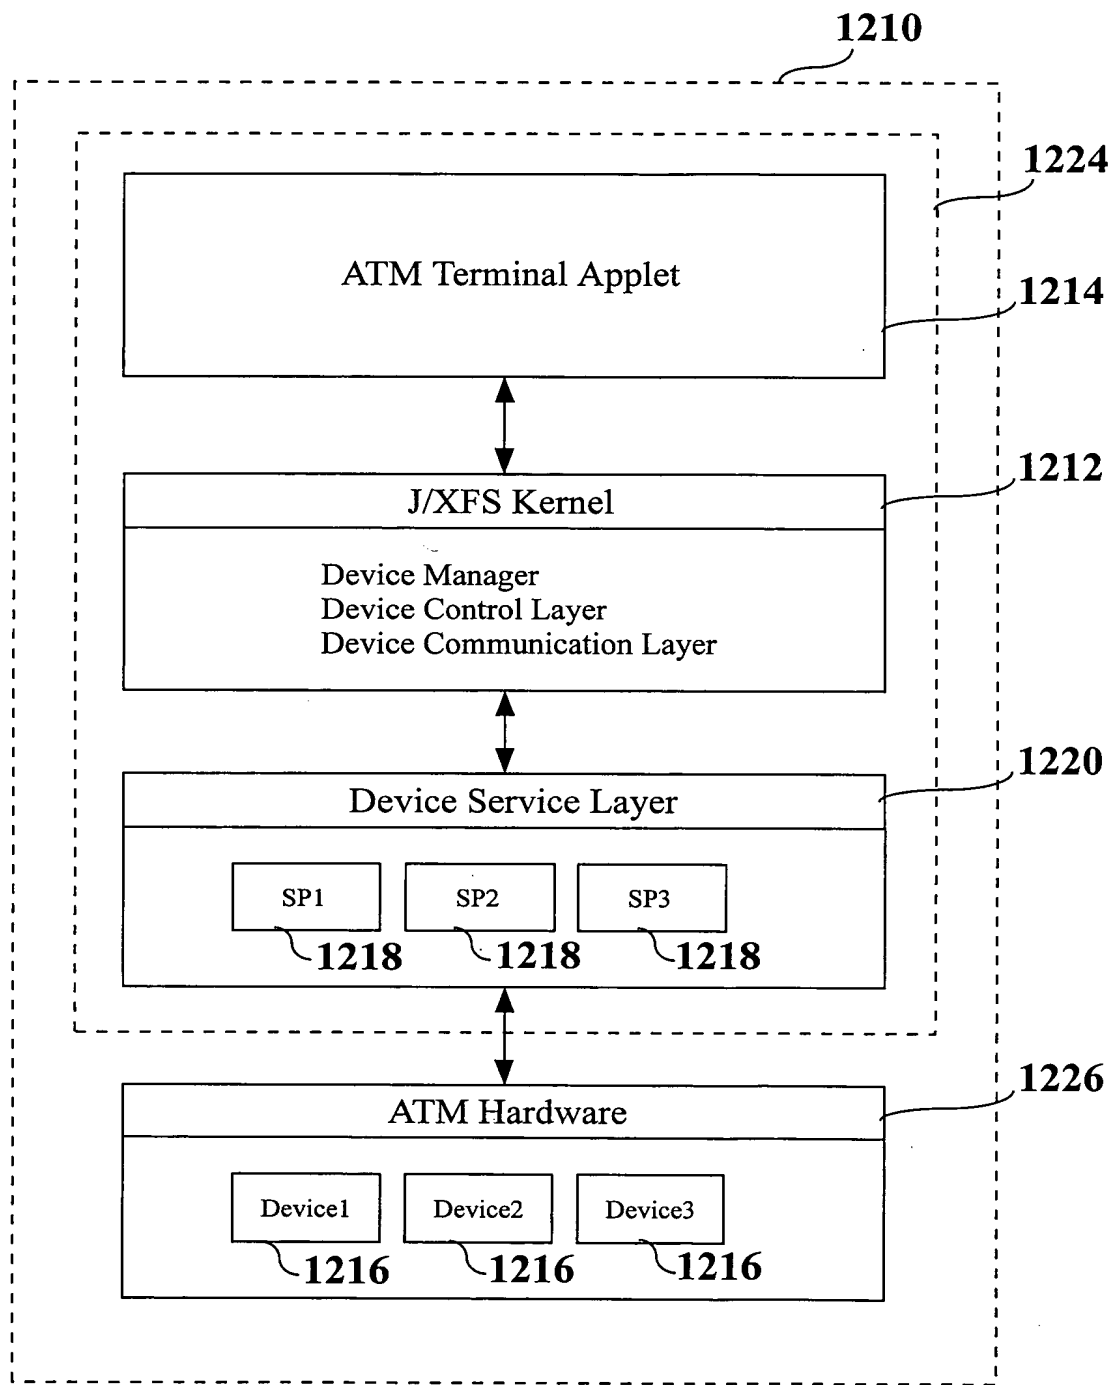 1210
1224
ATM Terminal Applet
1214
1212
J/XFS Kernel
Device Manager
Device Control Layer
Device Communication Layer
1220
Device Service Layer
SP1 SP2 SP3
1218 1218 1218
1226
ATM Hardware
Device1 Device2 Device3
1216 1216 1216